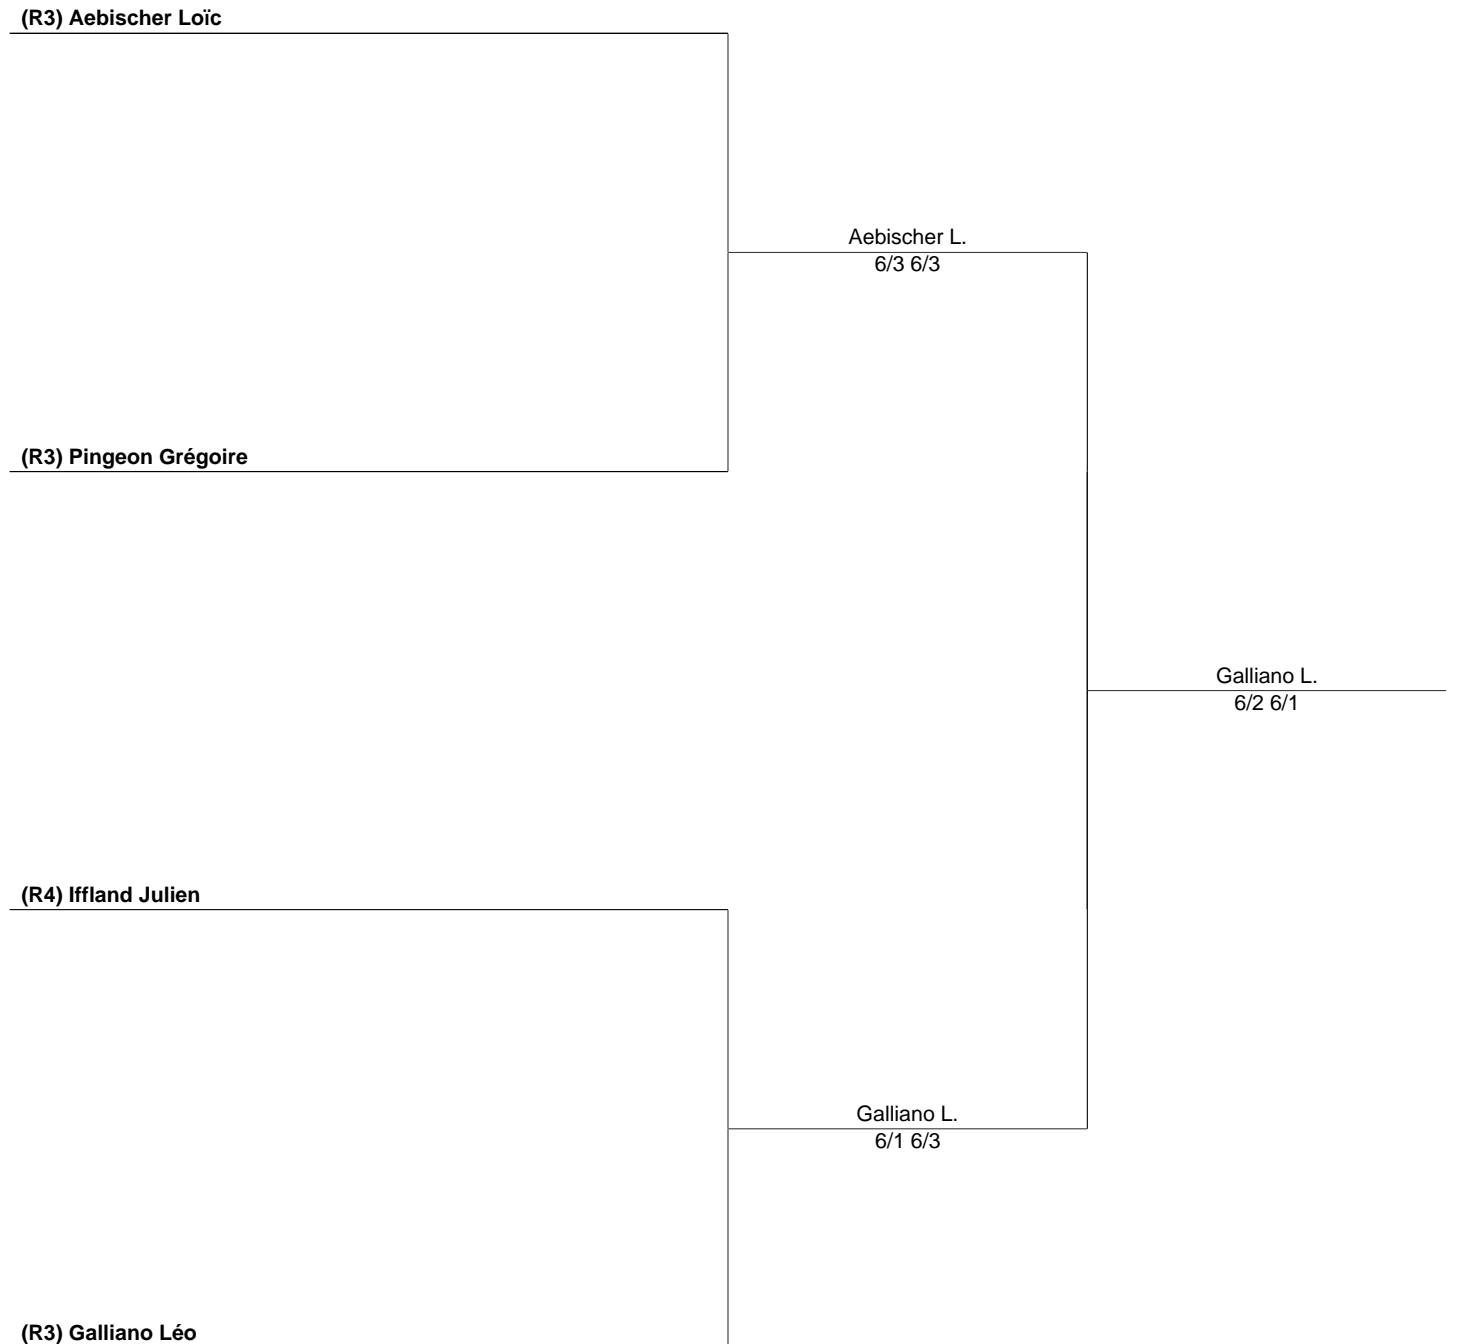 (R3) Aebischer Loïc
Aebischer L.
6/3 6/3
(R3) Pingeon Grégoire
Galliano L.
6/2 6/1
(R4) Iffland Julien
Galliano L.
6/1 6/3
(R3) Galliano Léo